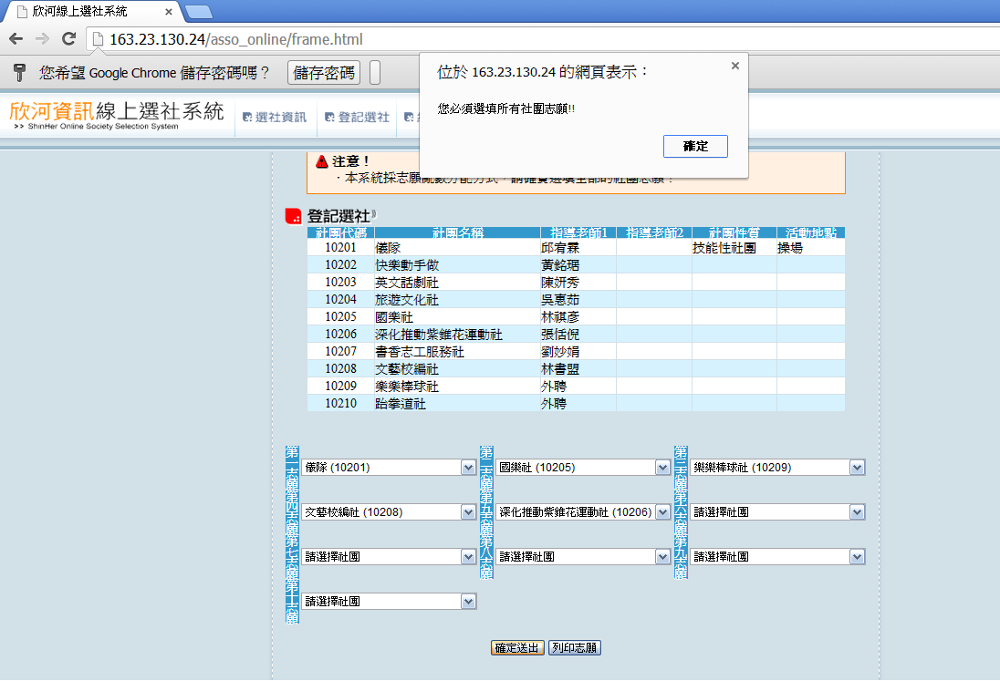 欣河線上選社系統
163.23.130.24/asso_online/frame.html
您希望 Google Chrome 儲存密碼嗎？ 儲存密碼
位於 163.23.130.24 的網頁表示：
您必須選填所有社團志願!!
確定
欣河資訊線上選社系統
>> ShinHer Online Society Selection System
選社資訊 登記選社
注意！
．本系統採志願亂數分配方式，請確實選填全部的社團志願！
登記選社
社團代碼 社團名稱 指導老師1 指導老師2 社團性質 活動地點
10201 儀隊 邱宥霖 技能性社團 操場
10202 快樂動手做 黃銘琚
10203 英文話劇社 陳妍秀
10204 旅遊文化社 吳惠茹
10205 國樂社 林祺彥
10206 深化推動紫錐花運動社 張恬倪
10207 書香志工服務社 劉妙娟
10208 文藝校編社 林書盟
10209 樂樂棒球社 外聘
10210 跆拳道社 外聘
第一志願 儀隊 (10201) 第二志願 國樂社 (10205) 第三志願 樂樂棒球社 (10209)
第四志願 文藝校編社 (10208) 第五志願 深化推動紫錐花運動社 (10206) 第六志願 請選擇社團
第七志願 請選擇社團 第八志願 請選擇社團 第九志願 請選擇社團
第十志願 請選擇社團
確定送出 列印志願